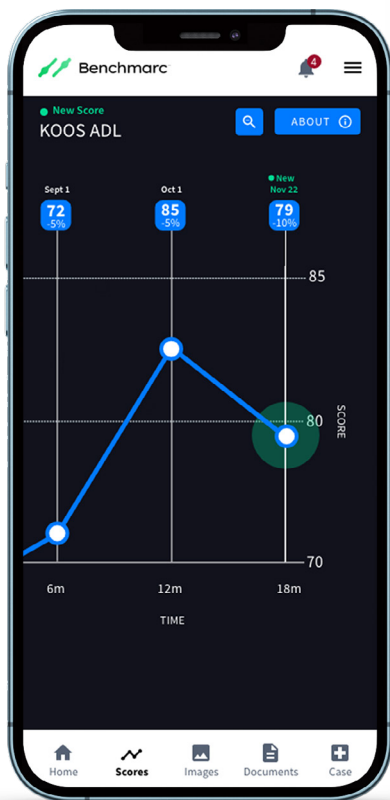 Benchmarc
4
New Score
KOOS ADL
ABOUT
New
Sept 1 Oct 1 Nov 22
72 85 79
-5% -5% -10%
85
80
SCORE
70
6m 12m 18m
TIME
Home Scores Images Documents Case